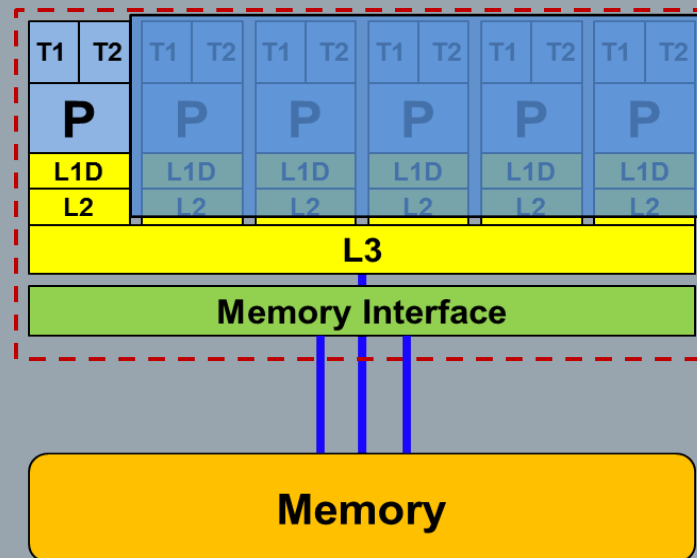 T1 T2 T1 T2 T1 T2 T1 T2 T1 T2 T1 T2
P P P P P P
L1D L1D L1D L1D L1D L1D
L2 L2 L2 L2 L2 L2
L3
Memory Interface
Memory